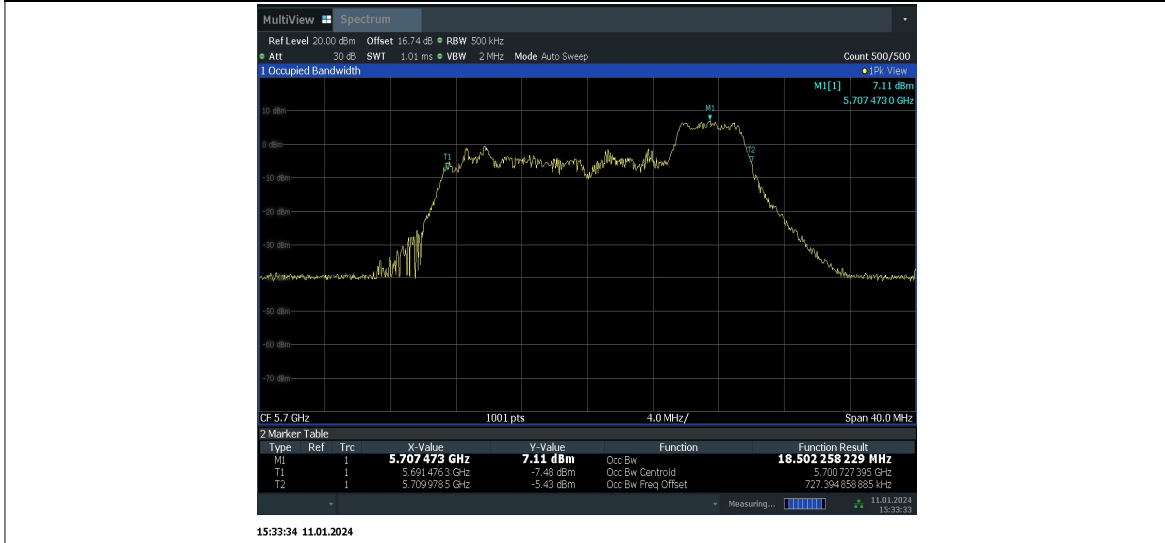 MultiView Spectrum
Ref Level 20.00 dBm Offset 16.74 dB RBW 500 kHz
Att 30 dB SWT 1.01 ms VBW 2 MHz Mode Auto Sweep Count 500/500
1 Occupied Bandwidth 1Pk View
M1[1] 7.11 dBm
5.707 473 0 GHz
M1
10 dBm
0 dBm
T1
T2
-10 dBm
-20 dBm
-30 dBm
-40 dBm
-50 dBm
-60 dBm
-70 dBm
CF 5.7 GHz 1001 pts 4.0 MHz/ Span 40.0 MHz
2 Marker Table
Type Ref Trc X-Value Y-Value Function Function Result
M1 1 5.707 473 GHz 7.11 dBm Occ Bw 18.502 258 229 MHz
T1 1 5.691 476 3 GHz -7.48 dBm Occ Bw Centroid 5.700 727 395 GHz
T2 1 5.709 978 5 GHz -5.43 dBm Occ Bw Freq Offset 727.394 858 885 kHz
Measuring... 11.01.2024
15:33:33
15:33:34 11.01.2024